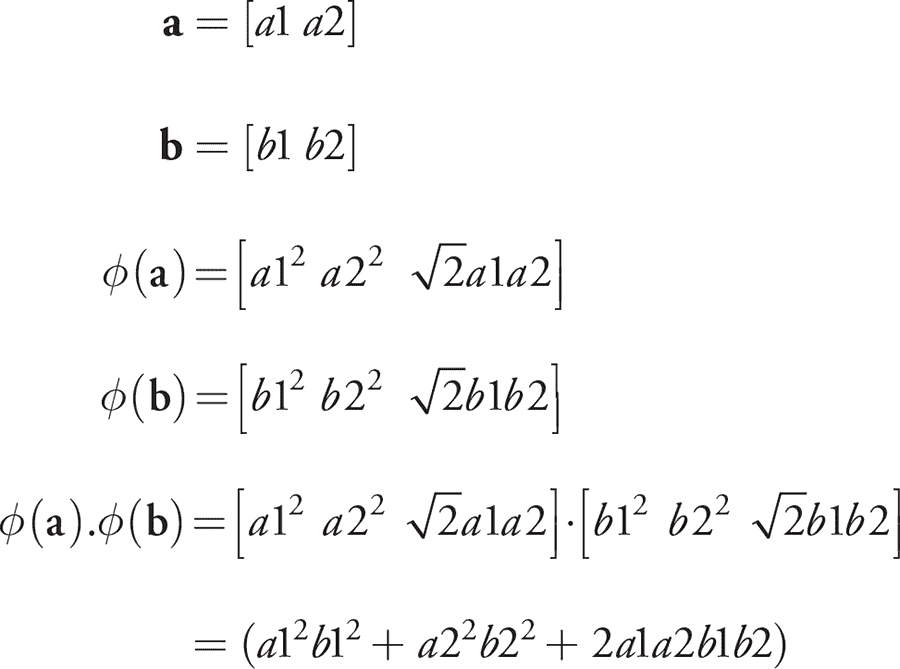 a = [a1 a2]
b = [b1 b2]
ϕ(a) = [a1² a2² √2a1a2]
ϕ(b) = [b1² b2² √2b1b2]
ϕ(a).ϕ(b) = [a1² a2² √2a1a2]·[b1² b2² √2b1b2]
= (a1²b1² + a2²b2² + 2a1a2b1b2)